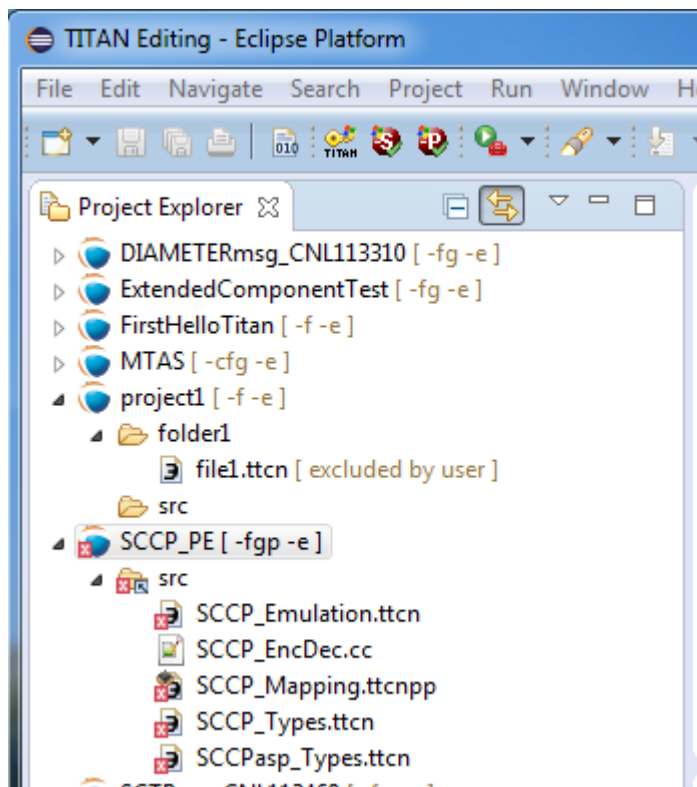 TITAN Editing - Eclipse Platform
File Edit Navigate Search Project Run Window
010 TITAN S P
Project Explorer
DIAMETERmsg_CNL113310 [ -fg -e ]
ExtendedComponentTest [ -fg -e ]
FirstHelloTitan [ -f -e ]
MTAS [ -cfg -e ]
project1 [ -f -e ]
folder1
file1.ttcn [ excluded by user ]
src
SCCP_PE [ -fgp -e ]
src
SCCP_Emulation.ttcn
SCCP_EncDec.cc
SCCP_Mapping.ttcnpp
SCCP_Types.ttcn
SCCPasp_Types.ttcn